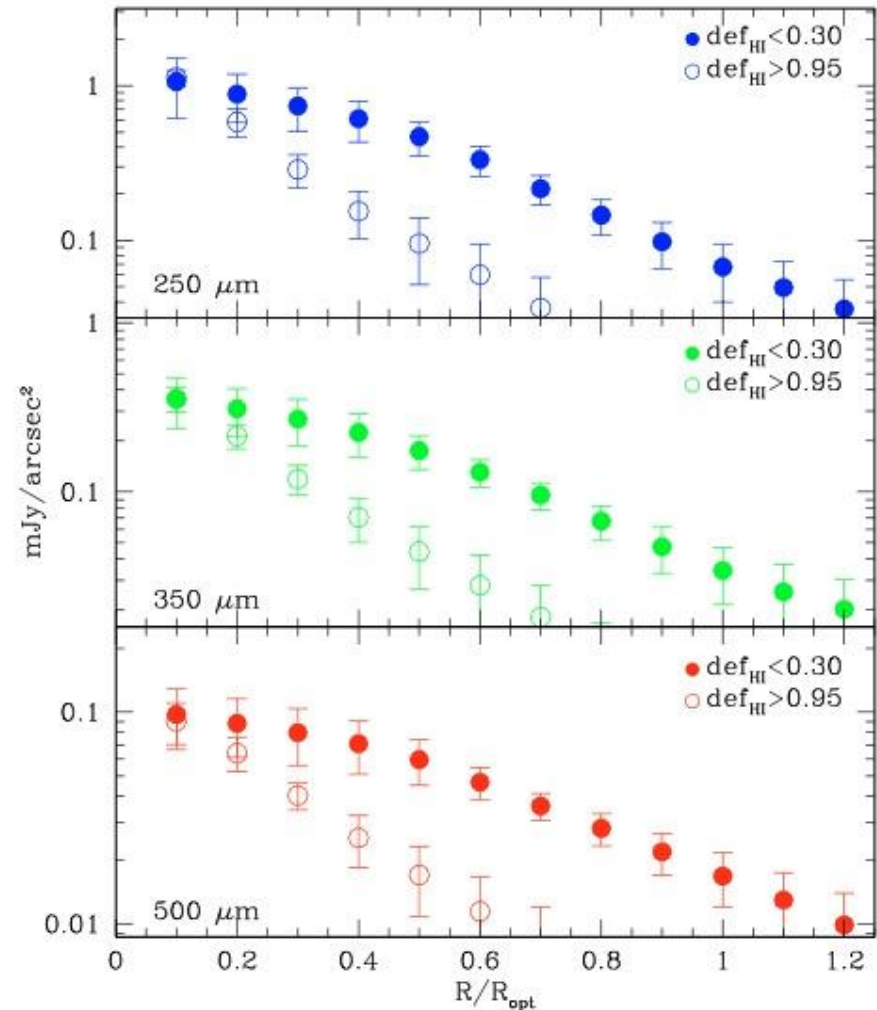 def_HI<0.30
def_HI>0.95
1
0.1
250 μm
def_HI<0.30
def_HI>0.95
1
0.1
350 μm
mJy/arcsec²
def_HI<0.30
def_HI>0.95
0.1
0.01
500 μm
0 0.2 0.4 0.6 0.8 1 1.2
R/R_opt